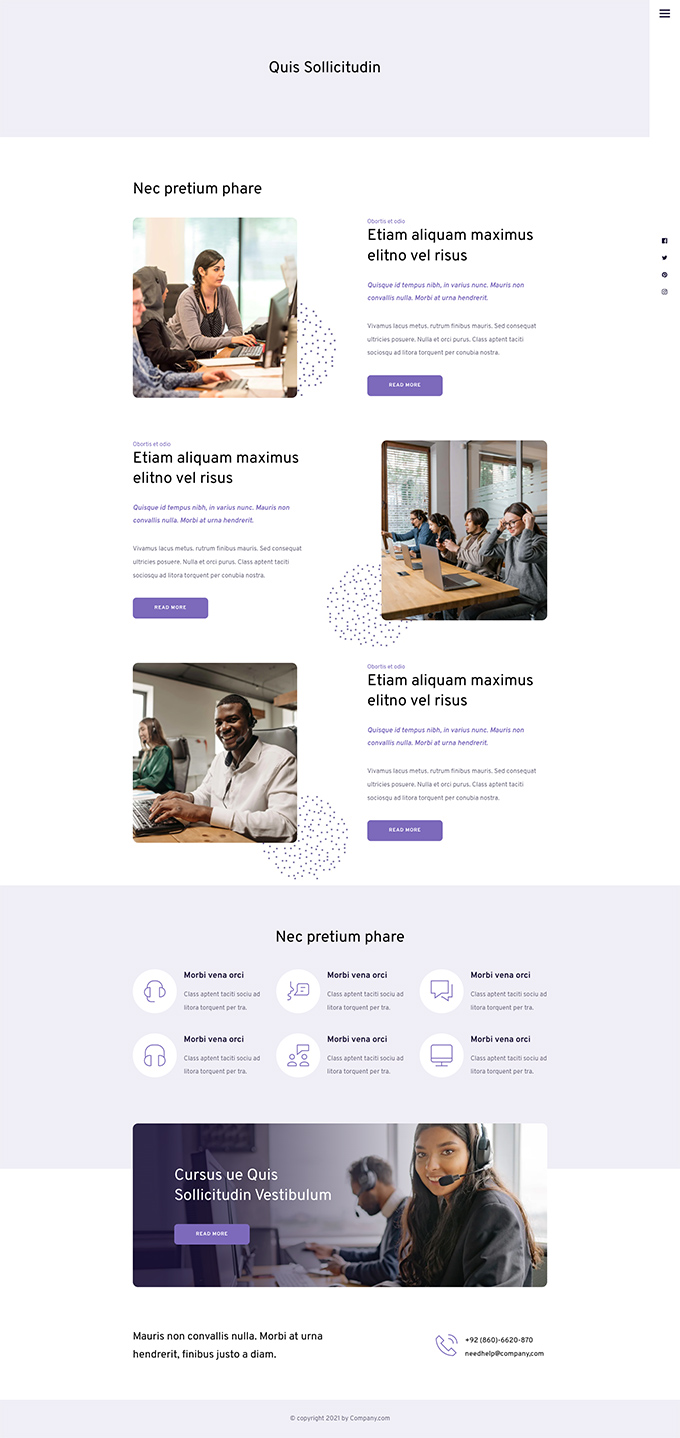 Quis Sollicitudin
Nec pretium phare
Obortis et odio
Etiam aliquam maximus
elitno vel risus
Quisque id tempus nibh, in varius nunc. Mauris non
convallis nulla. Morbi at urna hendrerit.
Vivamus lacus metus. rutrum finibus mauris. Sed consequat
ultricies posuere. Nulla et orci purus. Class aptent taciti
sociosqu ad litora torquent per conubia nostra.
READ MORE
Obortis et odio
Etiam aliquam maximus
elitno vel risus
Quisque id tempus nibh, in varius nunc. Mauris non
convallis nulla. Morbi at urna hendrerit.
Vivamus lacus metus. rutrum finibus mauris. Sed consequat
ultricies posuere. Nulla et orci purus. Class aptent taciti
sociosqu ad litora torquent per conubia nostra.
READ MORE
Obortis et odio
Etiam aliquam maximus
elitno vel risus
Quisque id tempus nibh, in varius nunc. Mauris non
convallis nulla. Morbi at urna hendrerit.
Vivamus lacus metus. rutrum finibus mauris. Sed consequat
ultricies posuere. Nulla et orci purus. Class aptent taciti
sociosqu ad litora torquent per conubia nostra.
READ MORE
Nec pretium phare
Morbi vena orci
Class aptent taciti sociu ad
litora torquent per tra.
Morbi vena orci
Class aptent taciti sociu ad
litora torquent per tra.
Morbi vena orci
Class aptent taciti sociu ad
litora torquent per tra.
Morbi vena orci
Class aptent taciti sociu ad
litora torquent per tra.
Morbi vena orci
Class aptent taciti sociu ad
litora torquent per tra.
Morbi vena orci
Class aptent taciti sociu ad
litora torquent per tra.
Cursus ue Quis
Sollicitudin Vestibulum
READ MORE
Mauris non convallis nulla. Morbi at urna
hendrerit, finibus justo a diam.
+92 (860)-6620-870
needhelp@company,com
© copyright 2021 by Company.com